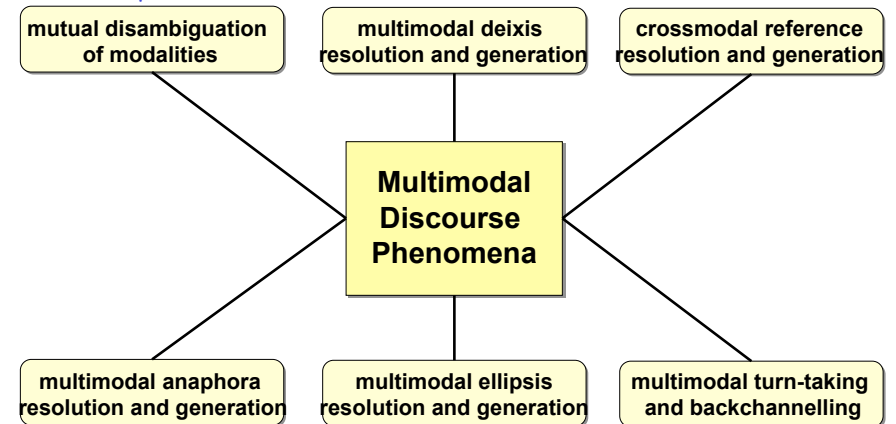 mutual disambiguation
of modalities
multimodal deixis
resolution and generation
crossmodal reference
resolution and generation
Multimodal
Discourse
Phenomena
multimodal anaphora
resolution and generation
multimodal ellipsis
resolution and generation
multimodal turn-taking
and backchannelling